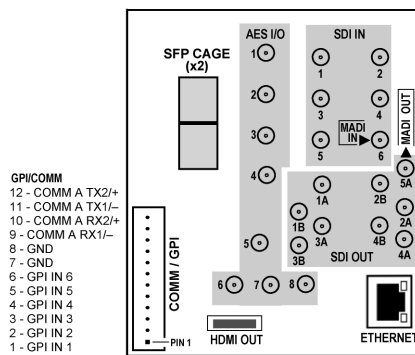 AES I/O
SDI IN
SFP CAGE
(x2)
1
2
3
4
5
6
7
8
1
2
3
4
5
6
MADI
IN
MADI OUT
5A
1A
2B
1B
2A
3A
4B
3B
4A
SDI OUT
GPI/COMM
12 - COMM A TX2/+
11 - COMM A TX1/–
10 - COMM A RX2/+
9 - COMM A RX1/–
8 - GND
7 - GND
6 - GPI IN 6
5 - GPI IN 5
4 - GPI IN 4
3 - GPI IN 3
2 - GPI IN 2
1 - GPI IN 1
COMM / GPI
PIN 1
HDMI OUT
ETHERNET